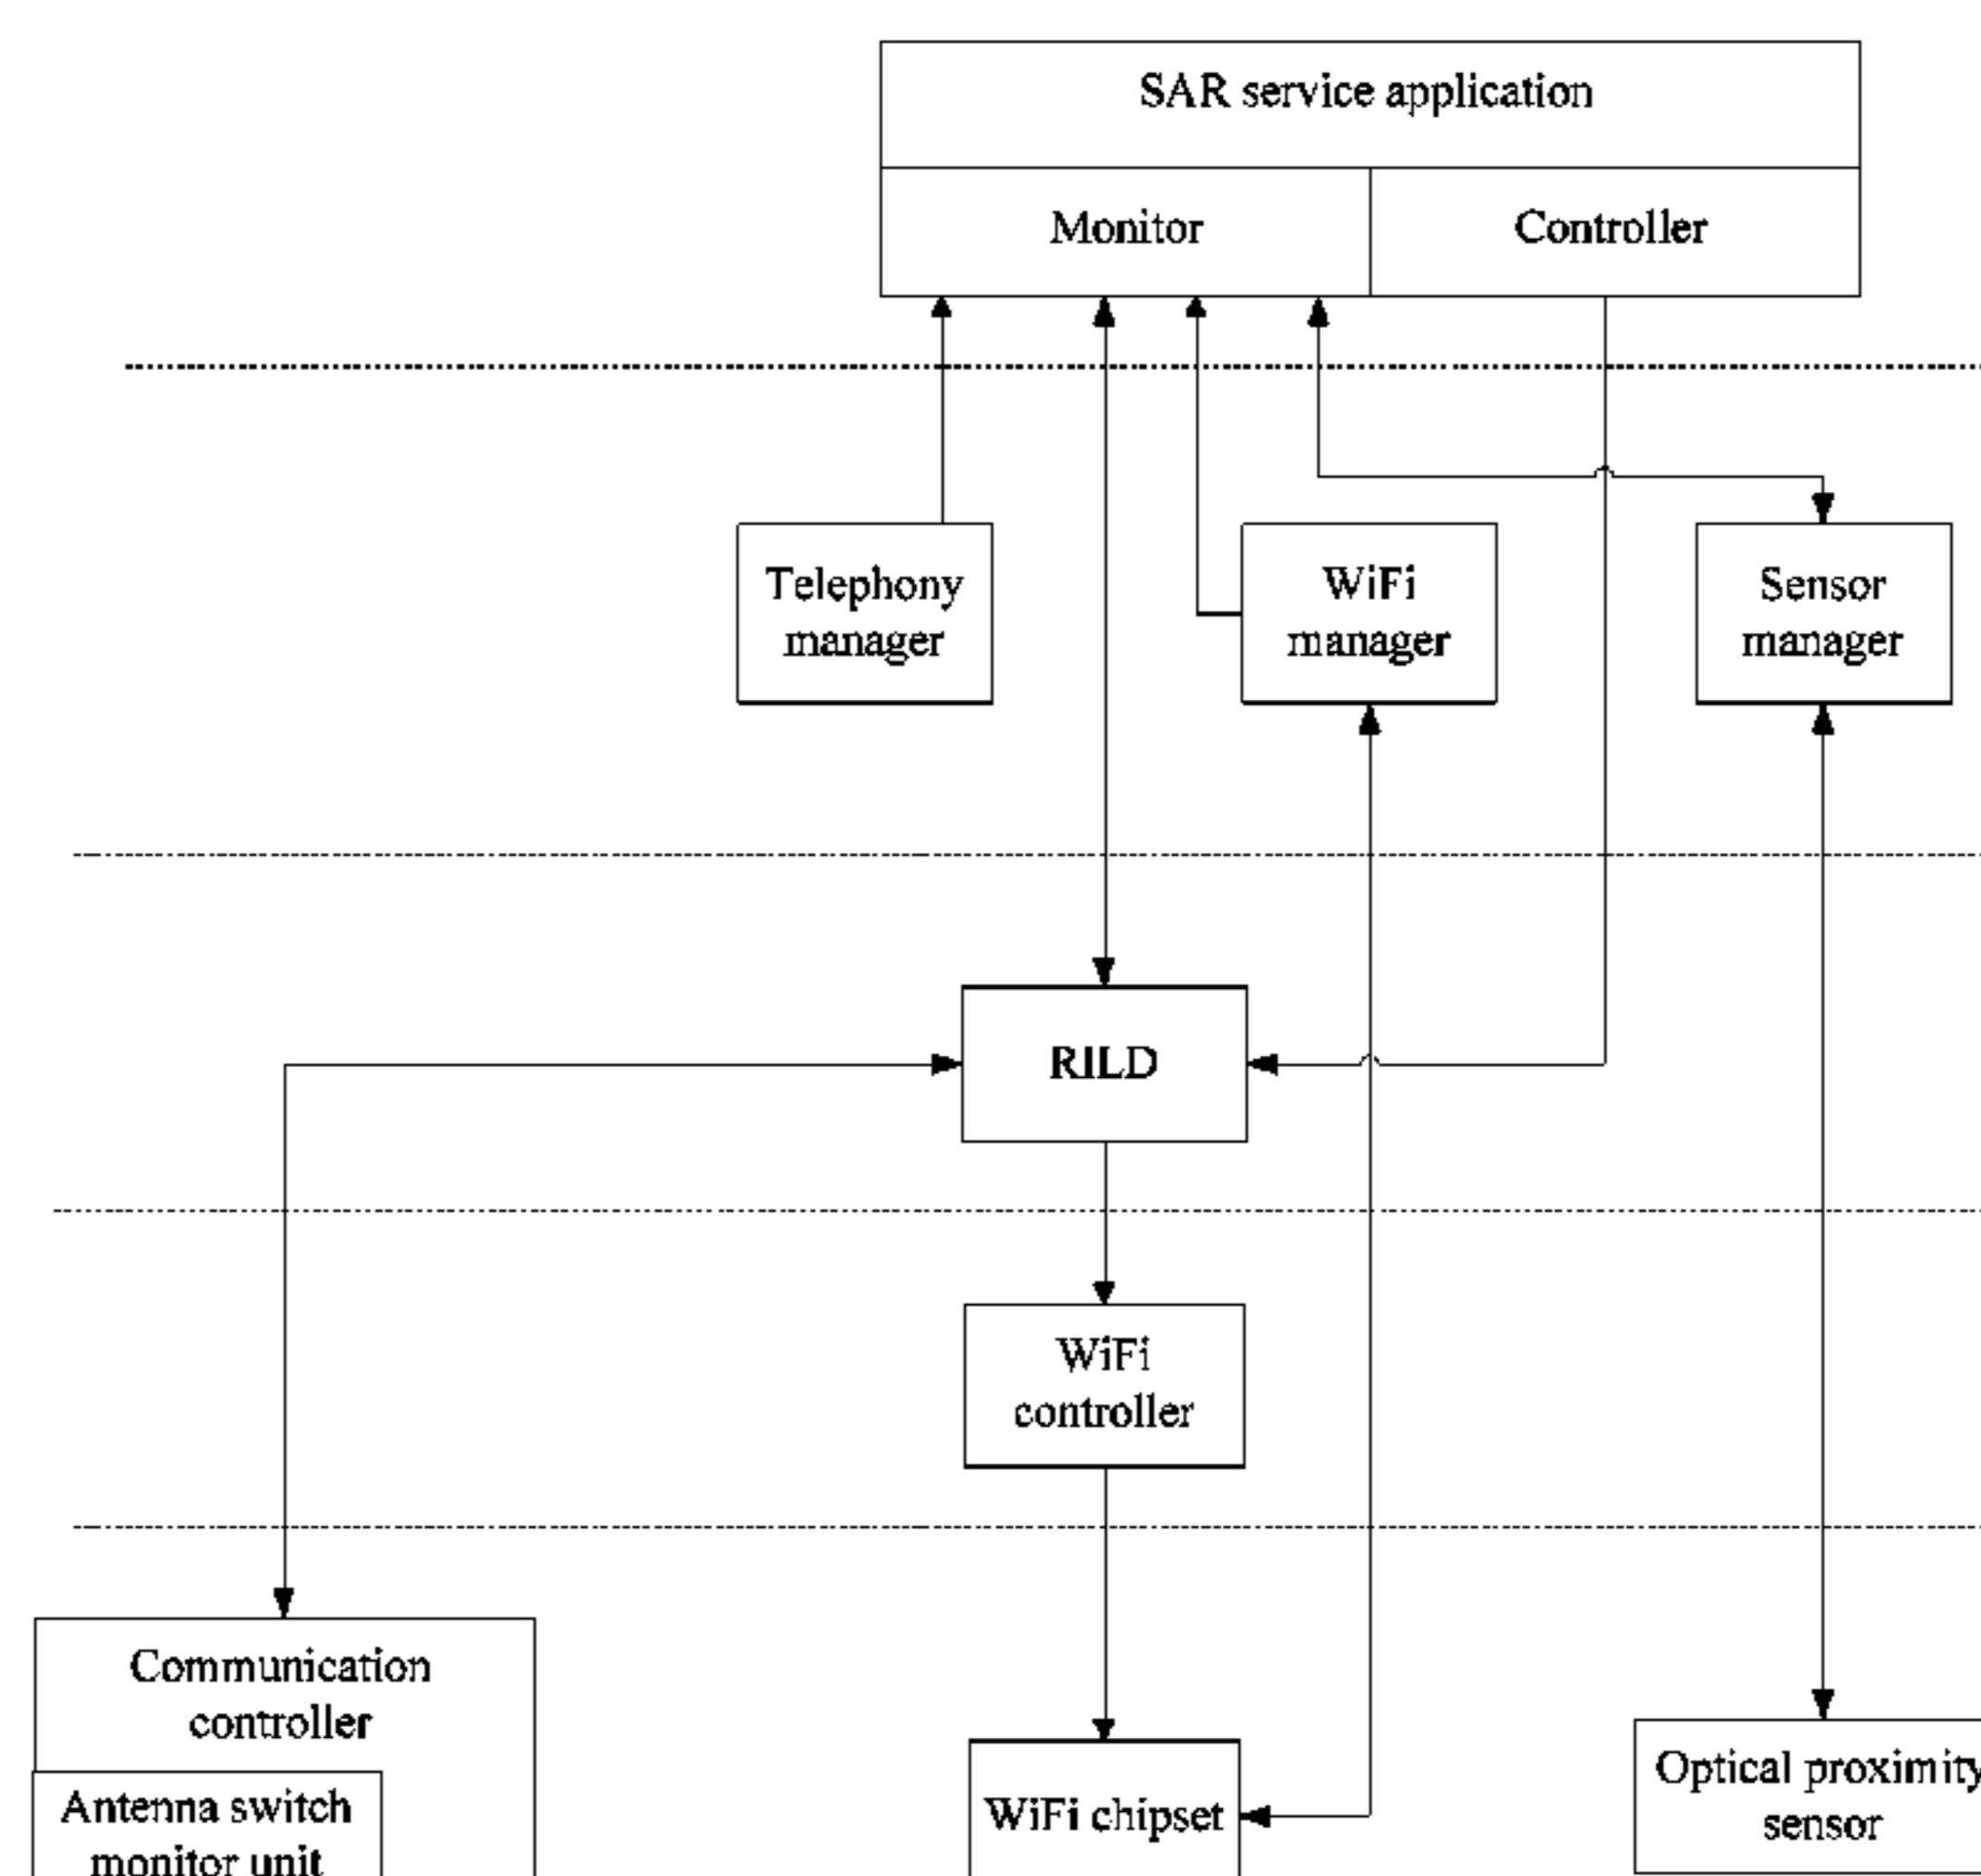 SAR service application
Monitor
Controller
Telephony
manager
WiFi
manager
Sensor
manager
RILD
WiFi
controller
Communication
controller
Antenna switch
monitor unit
WiFi chipset
Optical proximity
sensor